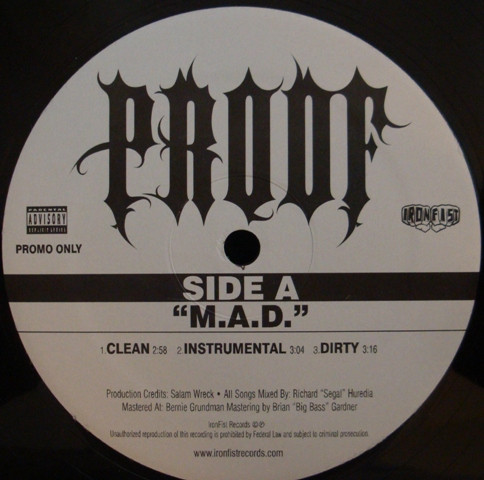 PROOF
PARENTAL
ADVISORY
EXPLICIT LYRICS
IRONFIST
PROMO ONLY
SIDE A
“M.A.D.”
1. CLEAN 2:58 2. INSTRUMENTAL 3:04 3. DIRTY 3:16
Production Credits: Salam Wreck • All Songs Mixed By: Richard “Segal” Huredia
Mastered At: Bernie Grundman Mastering by Brian “Big Bass” Gardner
IronFist Records ©℗
Unauthorized reproduction of this recording is prohibited by Federal Law and subject to criminal prosecution.
www.ironfistrecords.com